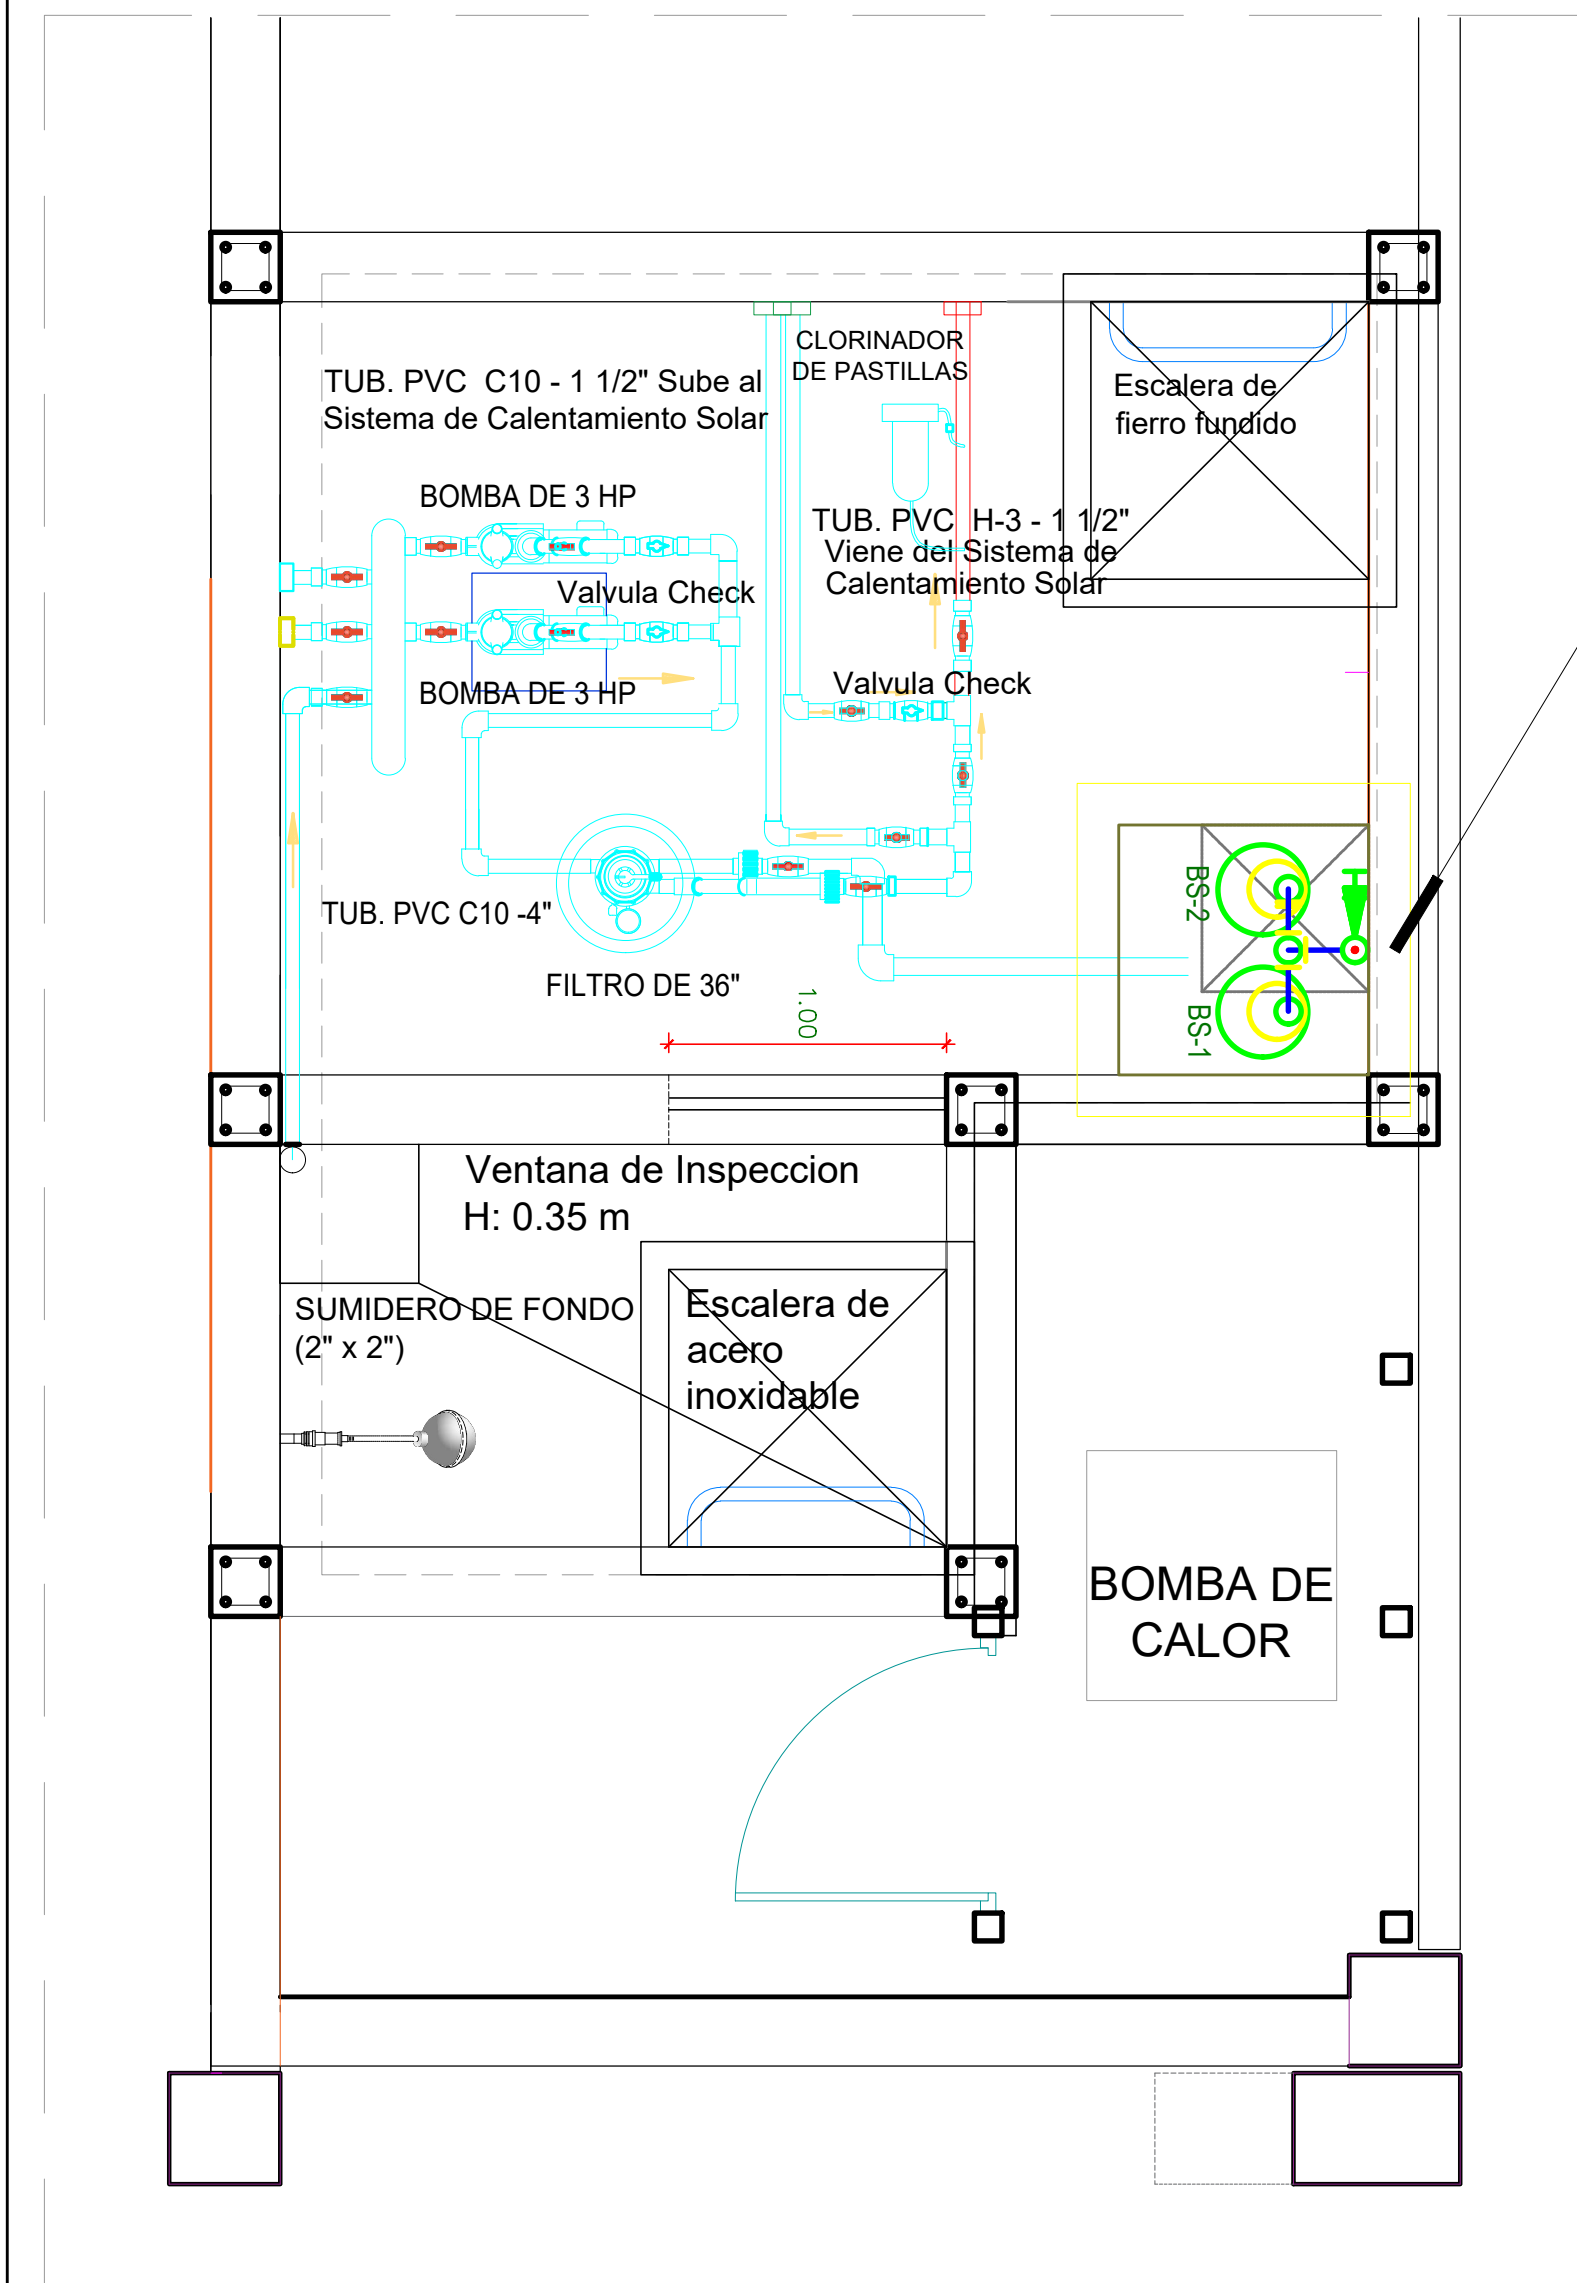 CLORINADOR
DE PASTILLAS
TUB. PVC C10 - 1 1/2" Sube al
Sistema de Calentamiento Solar
Escalera de
fierro fundido
BOMBA DE 3 HP
TUB. PVC H-3 - 1 1/2"
Viene del Sistema de
Calentamiento Solar
Valvula Check
BOMBA DE 3 HP
Valvula Check
TUB. PVC C10 -4"
BS-2
FILTRO DE 36"
1.00
BS-1
Ventana de Inspeccion
H: 0.35 m
SUMIDERO DE FONDO
(2" x 2")
Escalera de
acero
inoxidable
BOMBA DE
CALOR